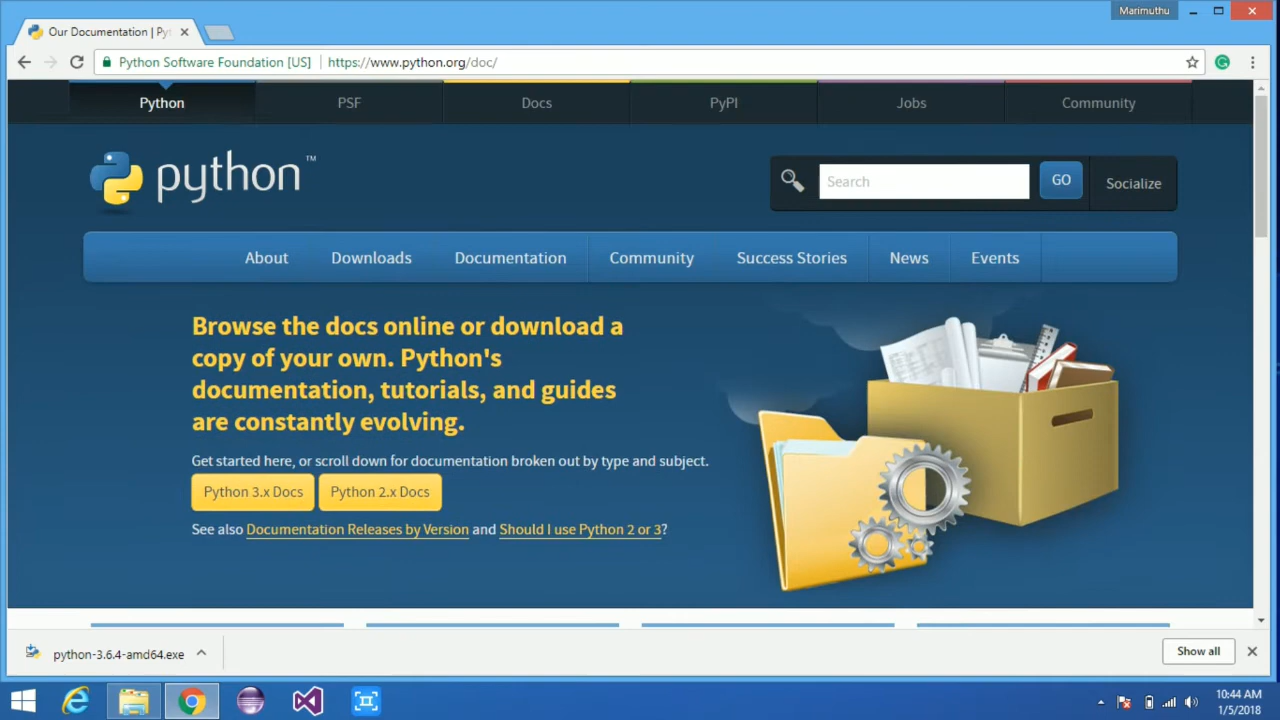 Marimuthu
Our Documentation | Pyt
Python Software Foundation [US] https://www.python.org/doc/
Python PSF Docs PyPI Jobs Community
python™
Search GO Socialize
About Downloads Documentation Community Success Stories News Events
Browse the docs online or download a
copy of your own. Python's
documentation, tutorials, and guides
are constantly evolving.
Get started here, or scroll down for documentation broken out by type and subject.
Python 3.x Docs Python 2.x Docs
See also Documentation Releases by Version and Should I use Python 2 or 3?
python-3.6.4-amd64.exe Show all
10:44 AM
1/5/2018